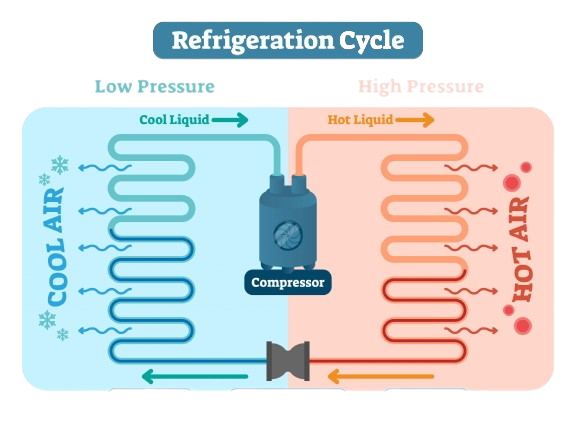 Refrigeration Cycle
Low Pressure
High Pressure
Cool Liquid
Hot Liquid
COOL AIR
HOT AIR
Compressor